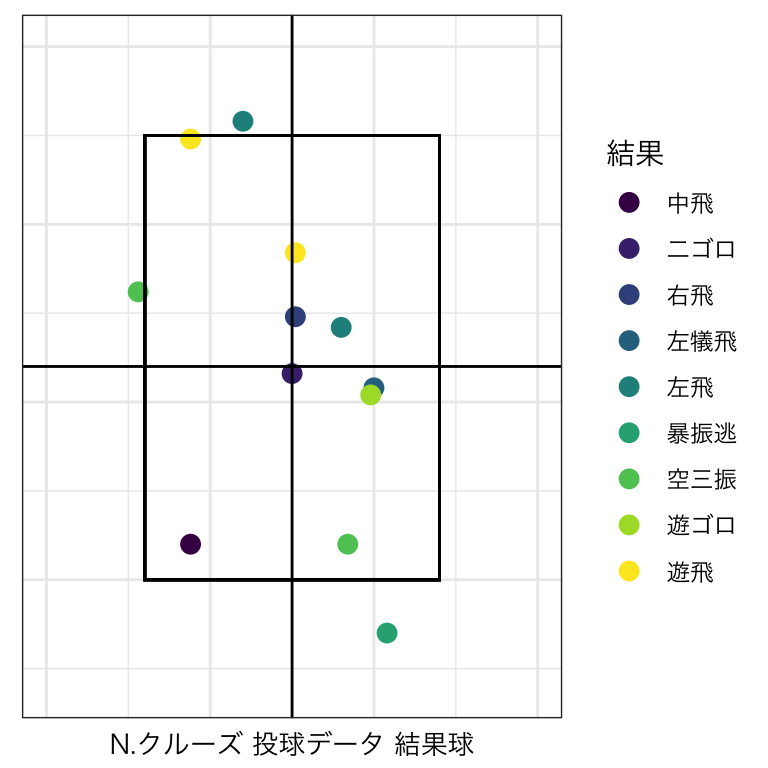 結果
中飛
二ゴロ
右飛
左犠飛
左飛
暴振逃
空三振
遊ゴロ
遊飛
N.クルーズ 投球データ 結果球